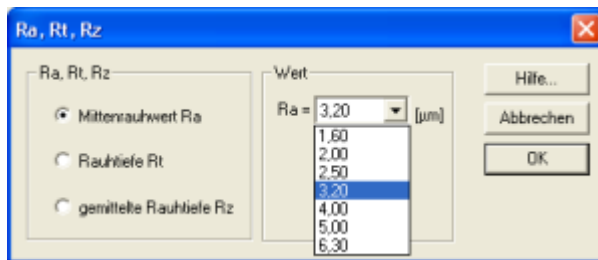 Ra, Rt, Rz
Ra, Rt, Rz
Mittenrauhwert Ra
Rauhtiefe Rt
gemittelte Rauhtiefe Rz
Wert
Ra = 3,20 [µm]
1,60
2,00
2,50
3,20
4,00
5,00
6,30
Hilfe...
Abbrechen
OK